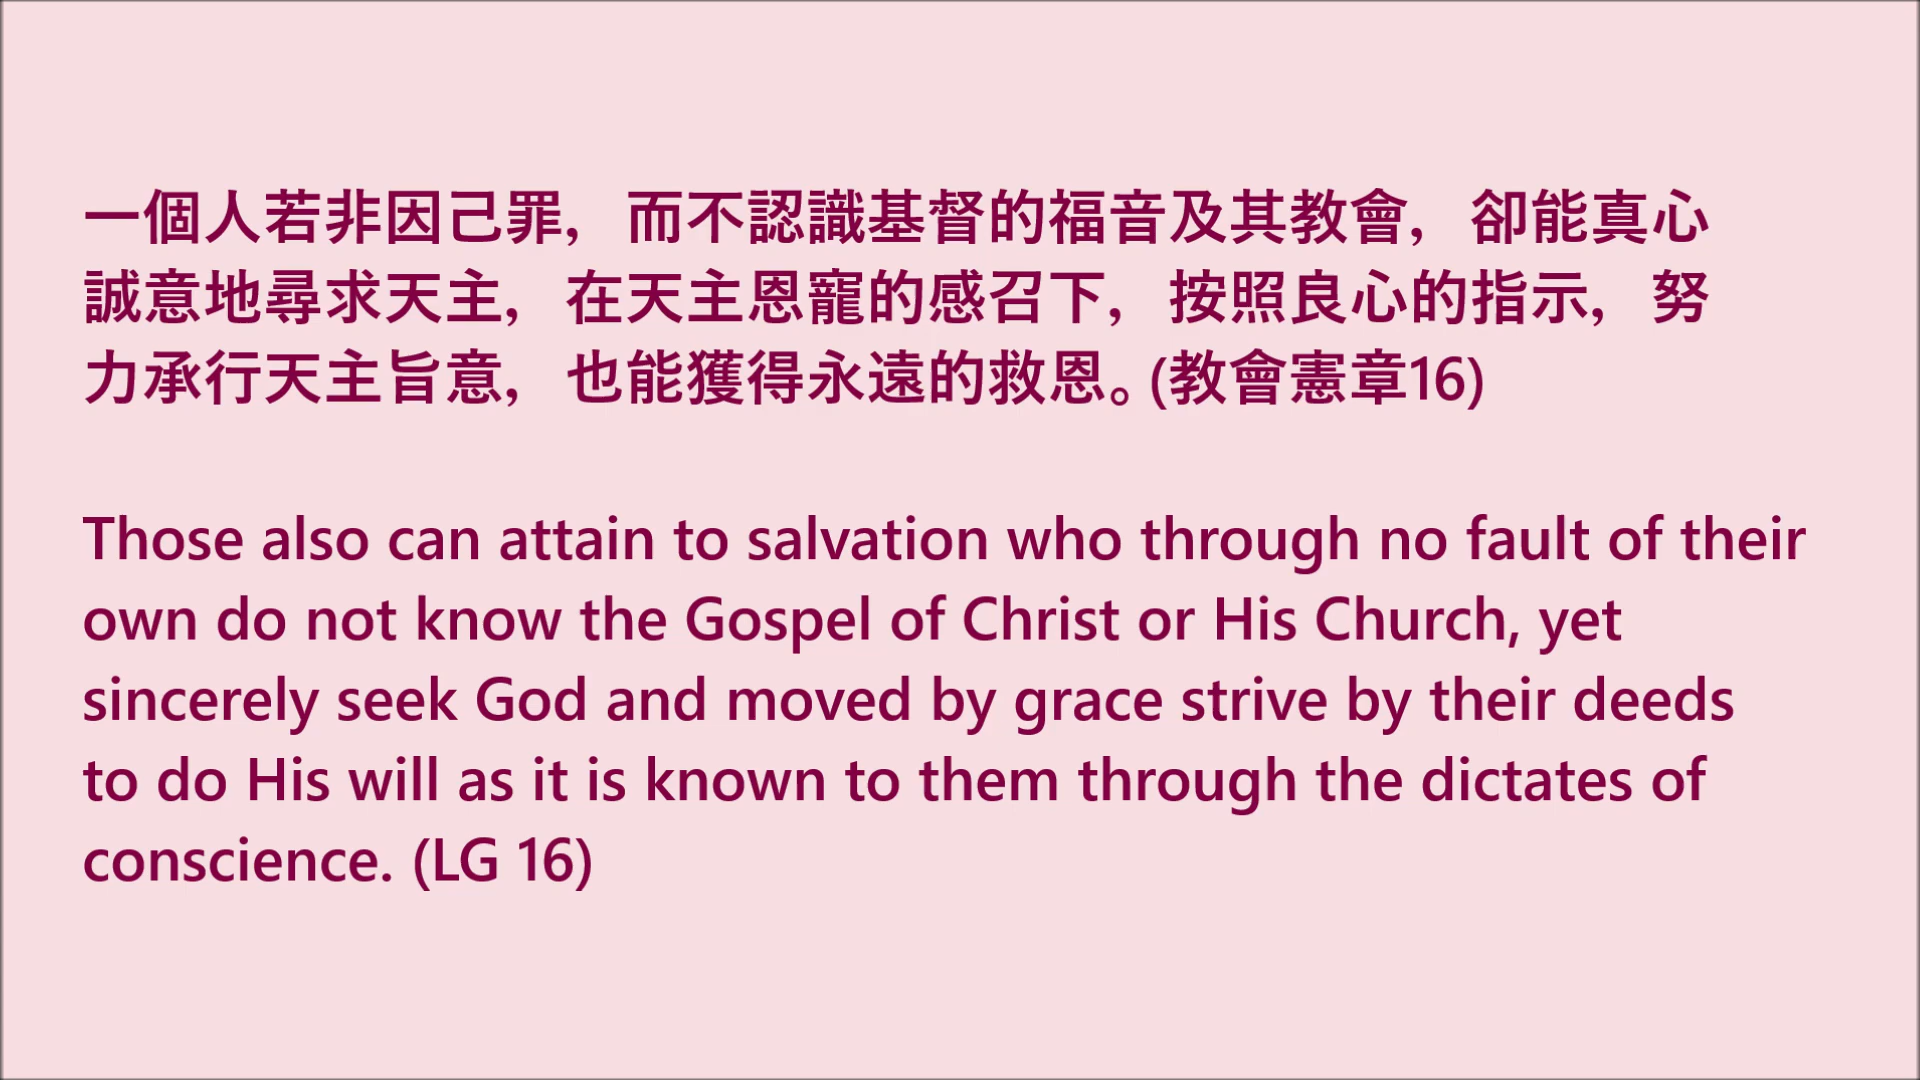 一個人若非因己罪，而不認識基督的福音及其教會，卻能真心
誠意地尋求天主，在天主恩寵的感召下，按照良心的指示，努
力承行天主旨意，也能獲得永遠的救恩。(教會憲章16)
Those also can attain to salvation who through no fault of their
own do not know the Gospel of Christ or His Church, yet
sincerely seek God and moved by grace strive by their deeds
to do His will as it is known to them through the dictates of
conscience. (LG 16)